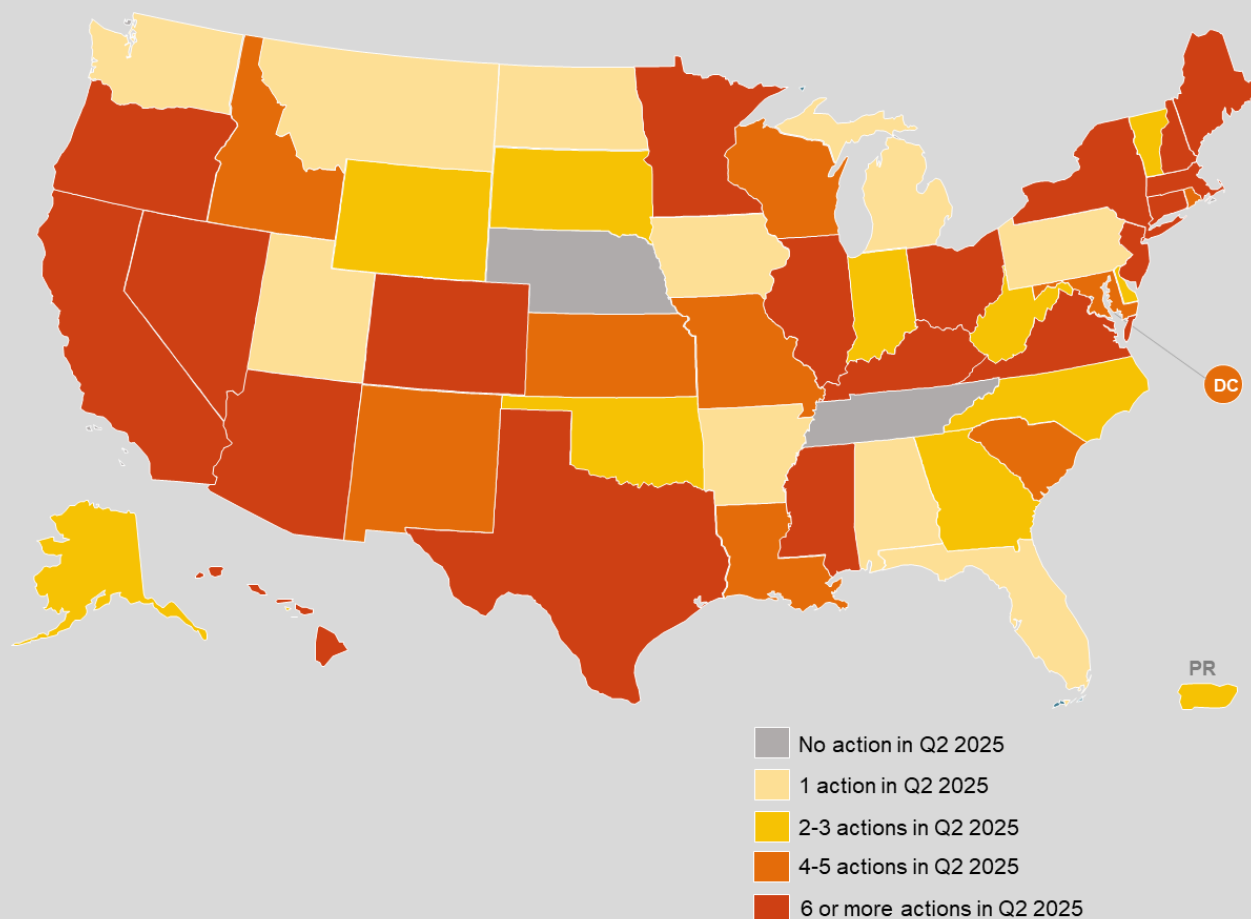 DC
PR
No action in Q2 2025
1 action in Q2 2025
2-3 actions in Q2 2025
4-5 actions in Q2 2025
6 or more actions in Q2 2025